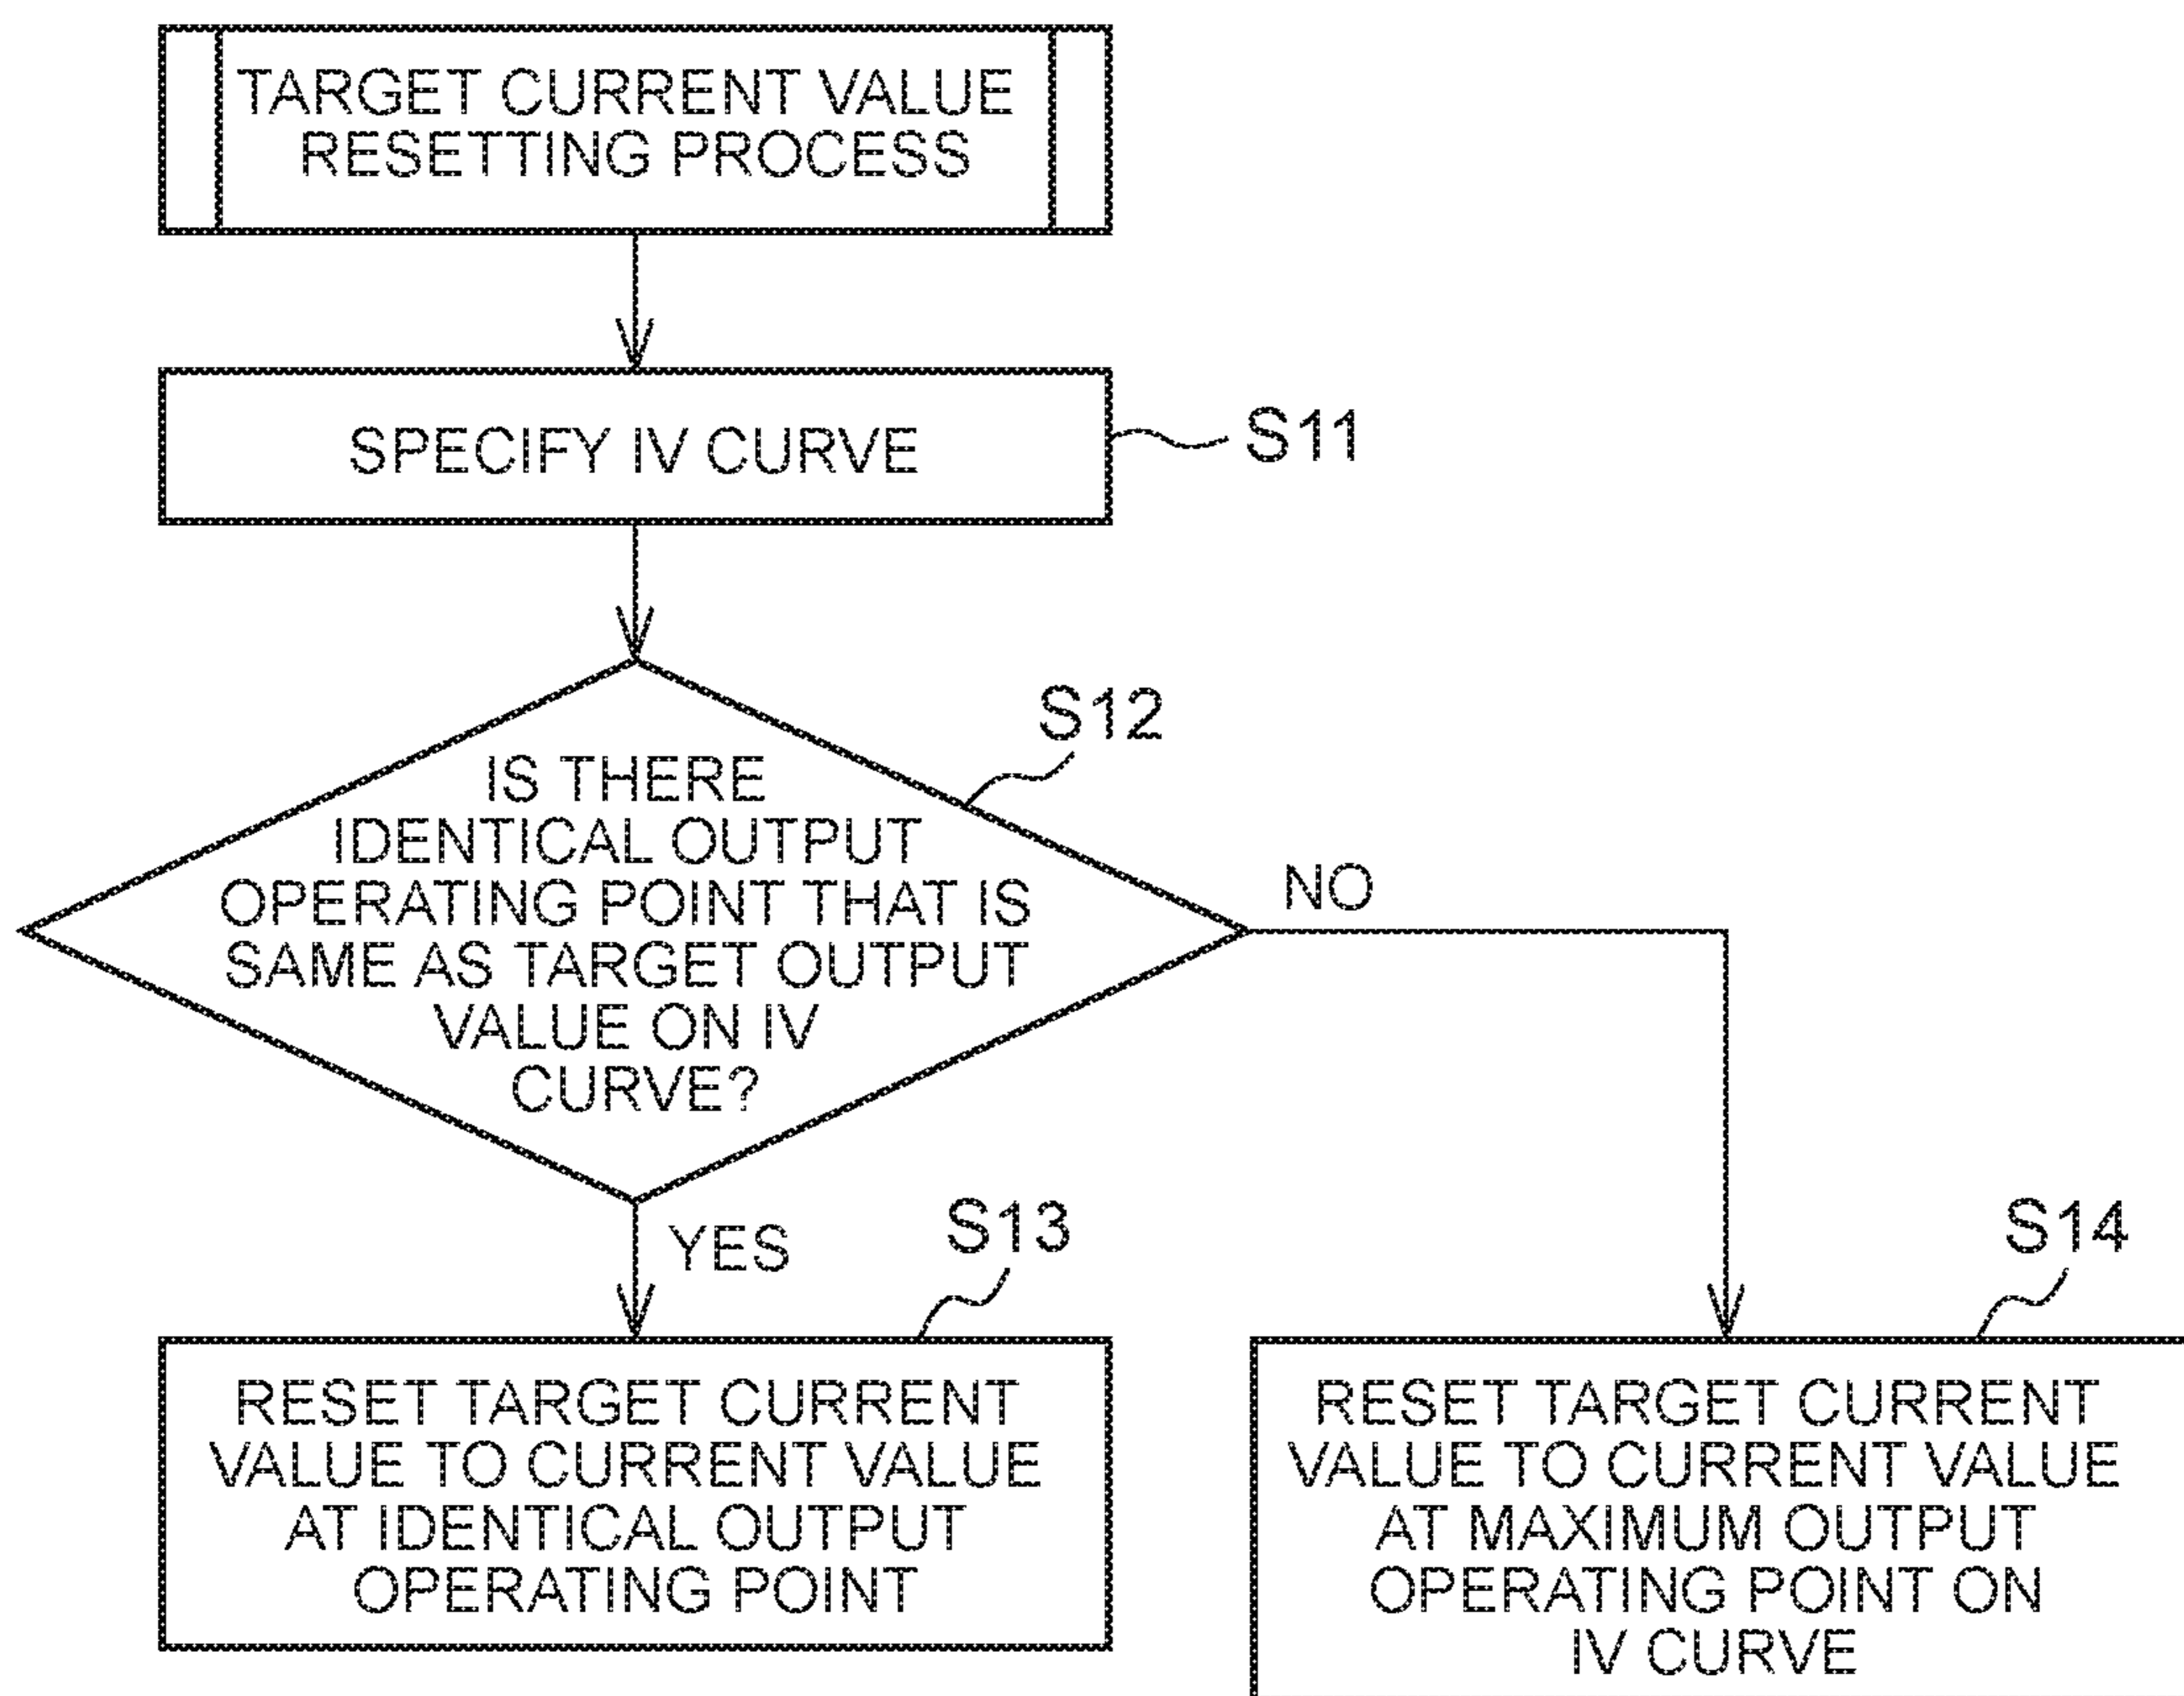 TARGET CURRENT VALUE
RESETTING PROCESS
SPECIFY IV CURVE
S11
S12
IS THERE
IDENTICAL OUTPUT
OPERATING POINT THAT IS
SAME AS TARGET OUTPUT
VALUE ON IV
CURVE?
NO
YES
S13
RESET TARGET CURRENT
VALUE TO CURRENT VALUE
AT IDENTICAL OUTPUT
OPERATING POINT
S14
RESET TARGET CURRENT
VALUE TO CURRENT VALUE
AT MAXIMUM OUTPUT
OPERATING POINT ON
IV CURVE